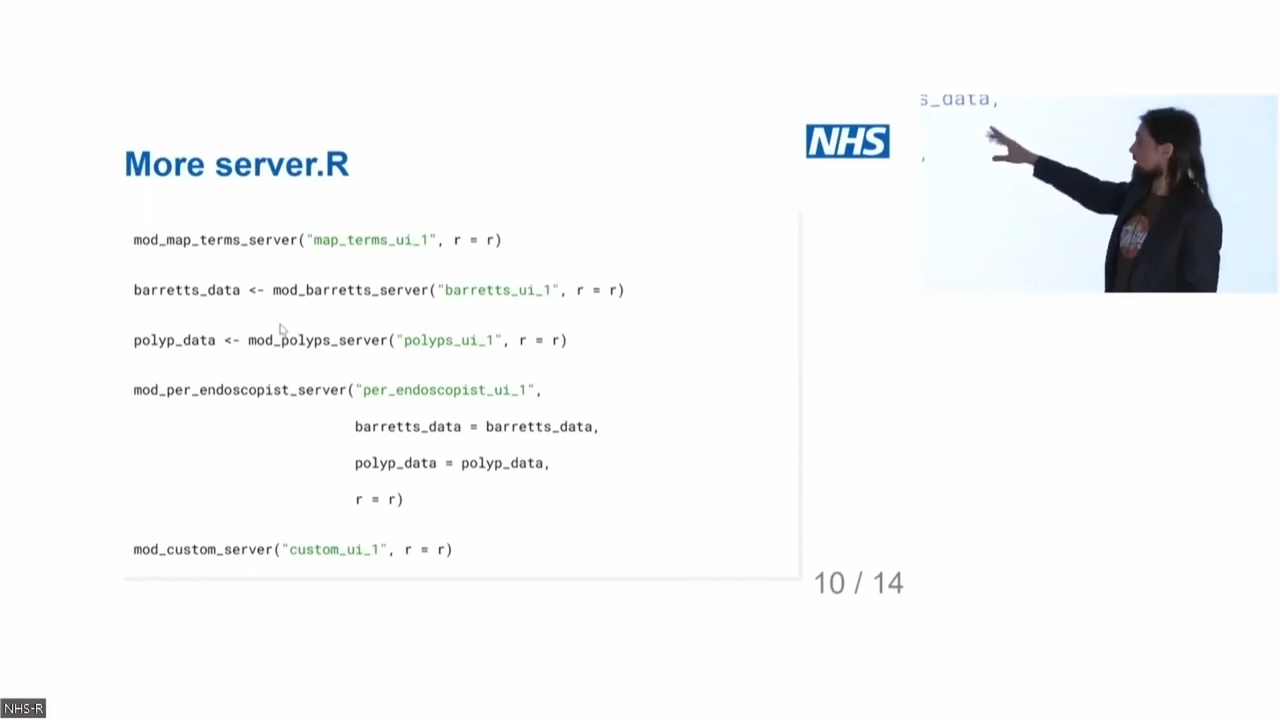 s_data,
NHS
,
More server.R
mod_map_terms_server("map_terms_ui_1", r = r)
barretts_data <- mod_barretts_server("barretts_ui_1", r = r)
polyp_data <- mod_polyps_server("polyps_ui_1", r = r)
mod_per_endoscopist_server("per_endoscopist_ui_1",
barretts_data = barretts_data,
polyp_data = polyp_data,
r = r)
mod_custom_server("custom_ui_1", r = r)
10 / 14
NHS-R